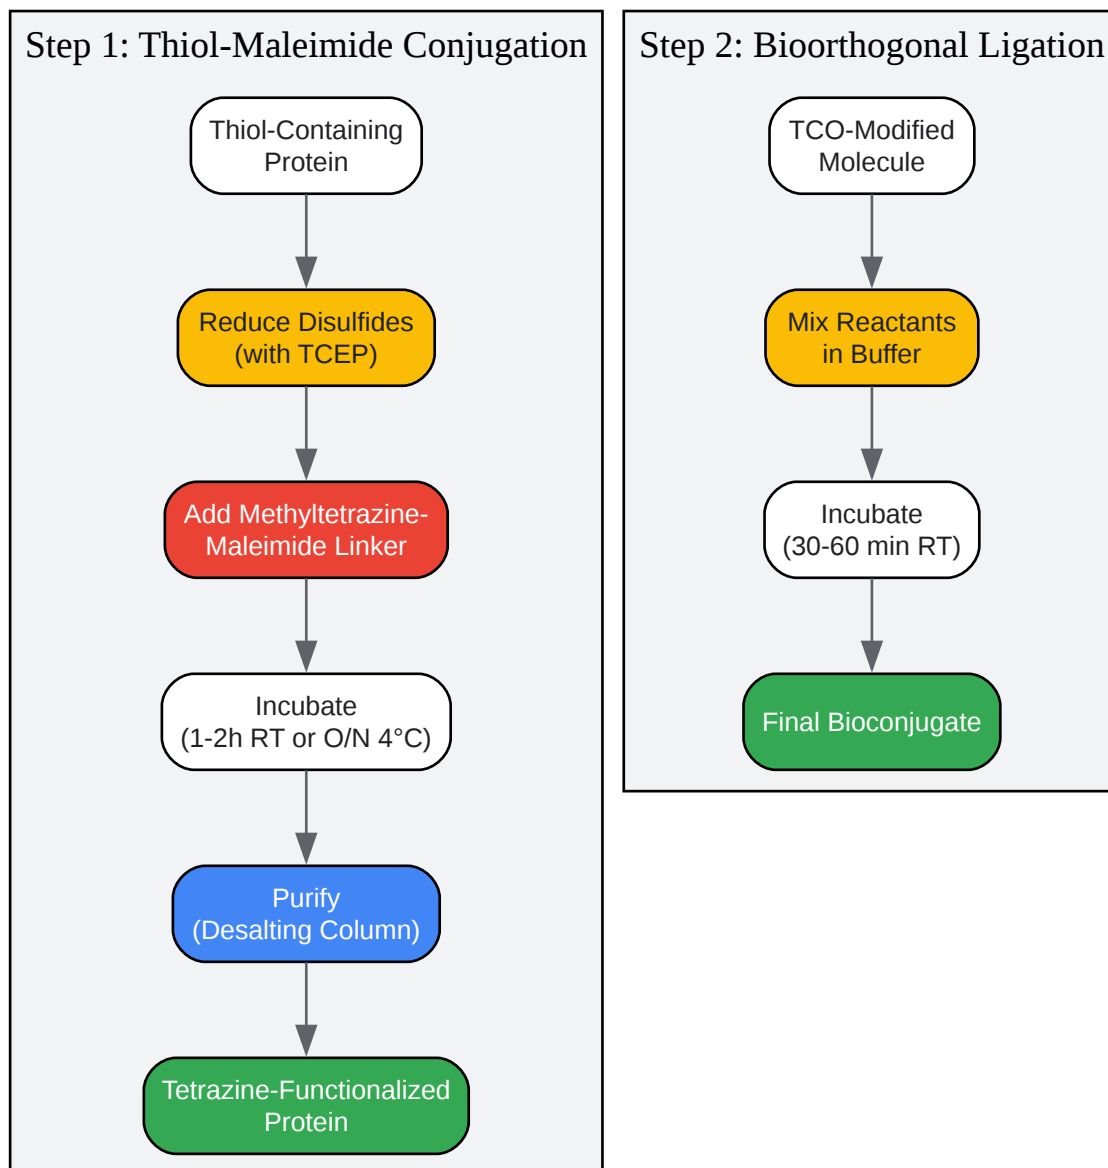 Step 1: Thiol-Maleimide Conjugation
Thiol-Containing
Protein
Reduce Disulfides
(with TCEP)
Add Methyltetrazine-
Maleimide Linker
Incubate
(1-2h RT or O/N 4°C)
Purify
(Desalting Column)
Tetrazine-Functionalized
Protein
Step 2: Bioorthogonal Ligation
TCO-Modified
Molecule
Mix Reactants
in Buffer
Incubate
(30-60 min RT)
Final Bioconjugate